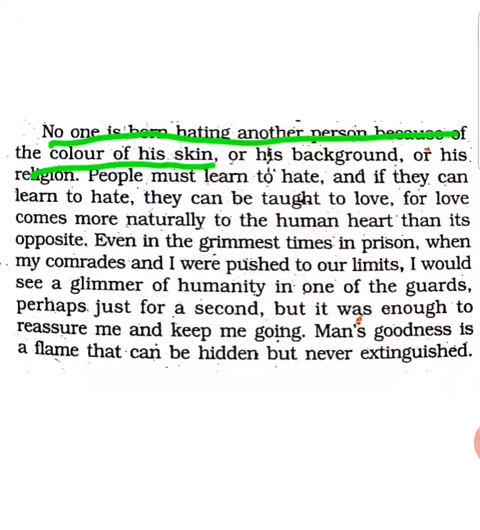 No one is born hating another person because of
the colour of his skin, or his background, or his
religion. People must learn to hate, and if they can
learn to hate, they can be taught to love, for love
comes more naturally to the human heart than its
opposite. Even in the grimmest times in prison, when
my comrades and I were pushed to our limits, I would
see a glimmer of humanity in one of the guards,
perhaps just for a second, but it was enough to
reassure me and keep me going. Man's goodness is
a flame that can be hidden but never extinguished.